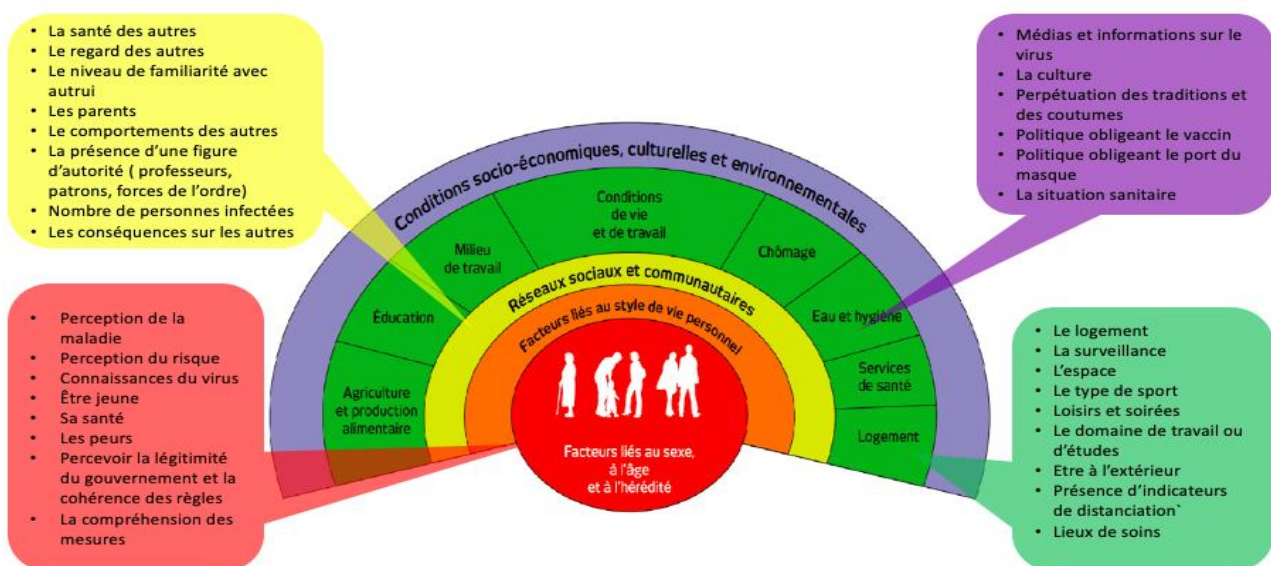 • La santé des autres
• Le regard des autres
• Le niveau de familiarité avec
autrui
• Les parents
• Le comportements des autres
• La présence d'une figure
d'autorité ( professeurs,
patrons, forces de l'ordre)
• Nombre de personnes infectées
• Les conséquences sur les autres
• Médias et informations sur le
virus
• La culture
• Perpétuation des traditions et
des coutumes
• Politique obligeant le vaccin
• Politique obligeant le port du
masque
• La situation sanitaire
Conditions socio-économiques, culturelles et environnementales
Agriculture
et production
alimentaire
Éducation
Milieu
de travail
Conditions
de vie
et de travail
Chômage
Eau et hygiène
Services
de santé
Logement
Réseaux sociaux et communautaires
Facteurs liés au style de vie personnel
Facteurs liés au sexe,
à l'âge
et à l'hérédité
• Perception de la
maladie
• Perception du risque
• Connaissances du virus
• Être jeune
• Sa santé
• Les peurs
• Percevoir la légitimité
du gouvernement et la
cohérence des règles
• La compréhension des
mesures
• Le logement
• La surveillance
• L'espace
• Le type de sport
• Loisirs et soirées
• Le domaine de travail ou
d'études
• Etre à l'extérieur
• Présence d'indicateurs
de distanciation`
• Lieux de soins